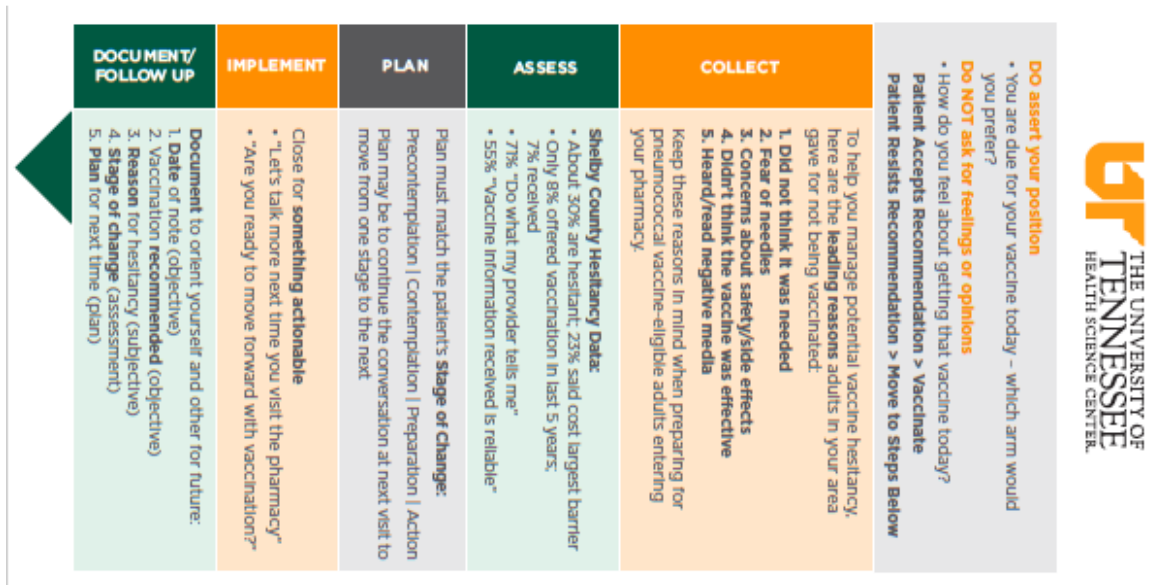 UT
THE UNIVERSITY OF
TENNESSEE
HEALTH SCIENCE CENTER.
DO assert your position
• You are due for your vaccine today – which arm would
you prefer?
Do NOT ask for feelings or opinions
• How do you feel about getting that vaccine today?
Patient Accepts Recommendation > Vaccinate
Patient Resists Recommendation > Move to Steps Below
COLLECT
To help you manage potential vaccine hesitancy,
here are the leading reasons adults in your area
gave for not being vaccinated:
1. Did not think it was needed
2. Fear of needles
3. Concerns about safety/side effects
4. Didn't think the vaccine was effective
5. Heard/read negative media
Keep these reasons in mind when preparing for
pneumococcal vaccine-eligible adults entering
your pharmacy.
ASSESS
Shelby County Hesitancy Data:
• About 30% are hesitant; 23% said cost largest barrier
• Only 8% offered vaccination in last 5 years;
7% received
• 71% "Do what my provider tells me"
• 55% "Vaccine information received is reliable"
PLAN
Plan must match the patient's Stage of Change:
Precontemplation | Contemplation | Preparation | Action
Plan may be to continue the conversation at next visit to
move from one stage to the next
IMPLEMENT
Close for something actionable
• "Let's talk more next time you visit the pharmacy"
• "Are you ready to move forward with vaccination?"
DOCUMENT/
FOLLOW UP
Document to orient yourself and other for future:
1. Date of note (objective)
2. Vaccination recommended (objective)
3. Reason for hesitancy (subjective)
4. Stage of change (assessment)
5. Plan for next time (plan)